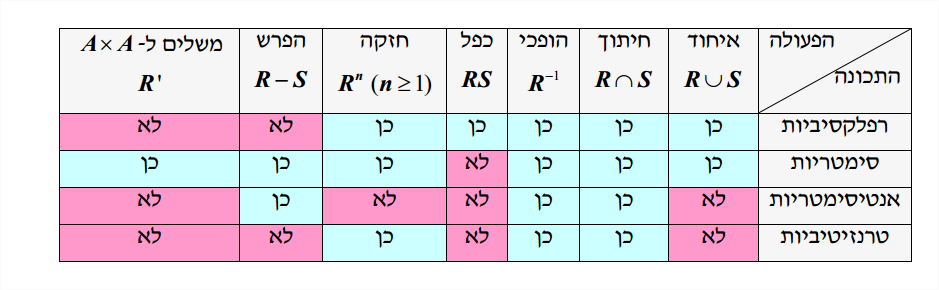 הפעולה איחוד חיתוך הופכי כפל חזקה הפרש משלים ל- A×A
התכונה R∪S R∩S R⁻¹ RS Rⁿ (n ≥ 1) R − S R'
רפלקסיביות כן כן כן כן כן לא לא
סימטריות כן כן כן לא כן כן כן
אנטיסימטריות לא כן כן לא לא כן לא
טרנזיטיביות לא כן כן לא כן לא לא